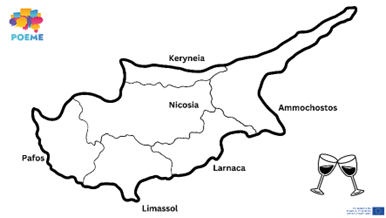 POEME
Keryneia
Nicosia
Ammochostos
Pafos
Larnaca
Limassol